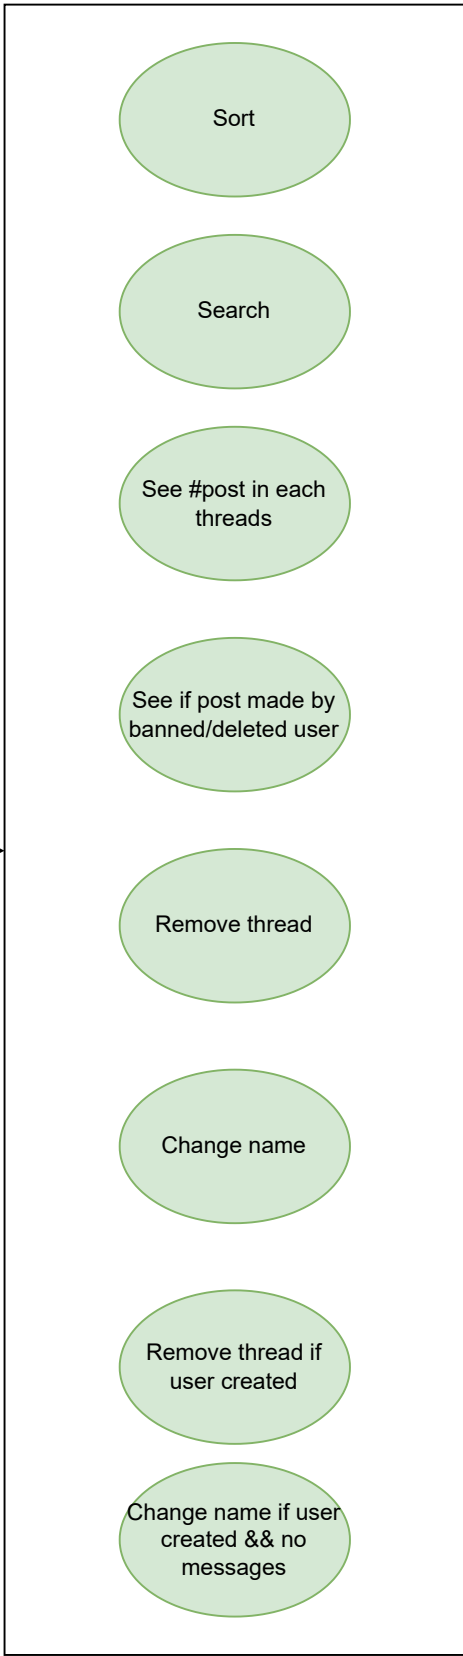 Sort
Search
See #post in each
threads
See if post made by
banned/deleted user
Remove thread
Change name
Remove thread if
user created
Change name if user
created && no
messages